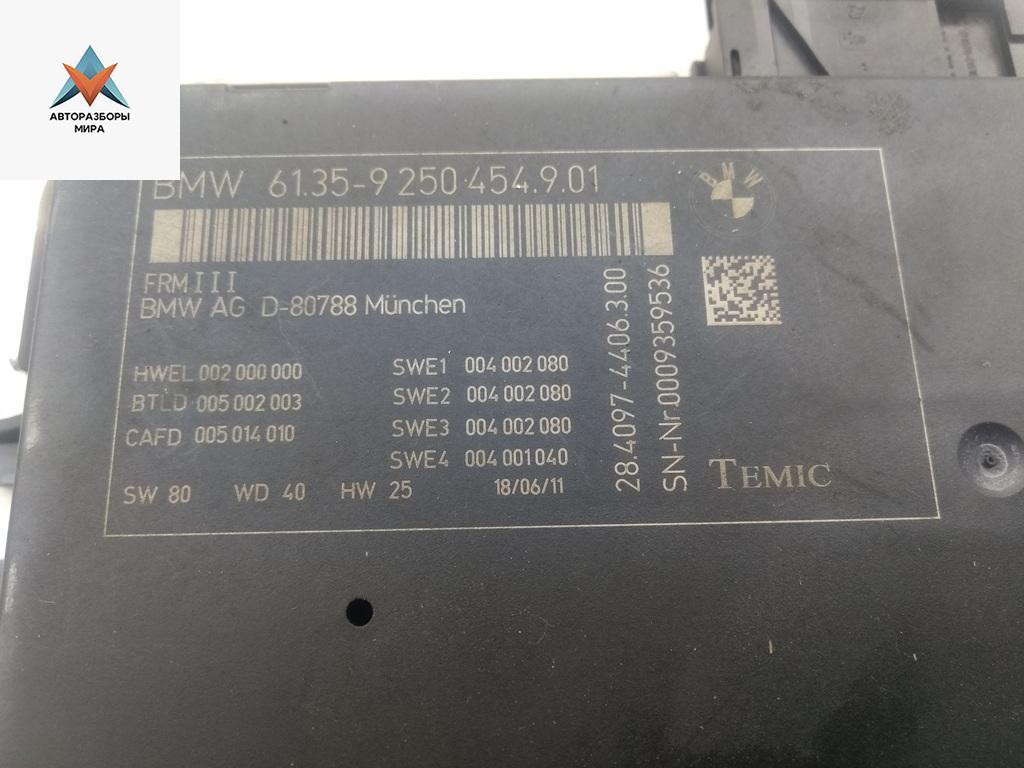 АВТОРАЗБОРЫ
МИРА
BMW 61.35-9 250 454.9.01
BMW
FRMIII
BMW AG D-80788 München
HWEL 002 000 000
BTLD 005 002 003
CAFD 005 014 010
SWE1 004 002 080
SWE2 004 002 080
SWE3 004 002 080
SWE4 004 001 040
SW 80 WD 40 HW 25 18/06/11
28.4097-4406.3.00
SN-Nr.0009359536
TEMIC